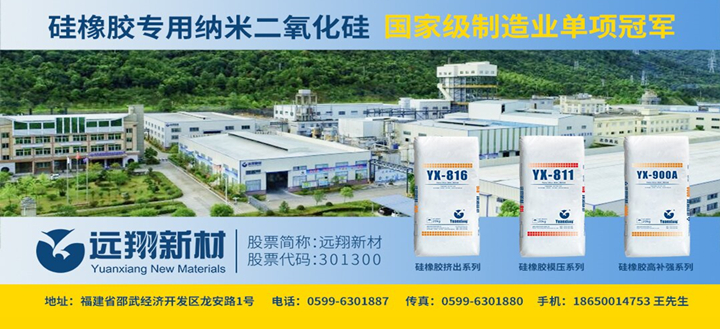 硅橡胶专用纳米二氧化硅 国家级制造业单项冠军
YX-816
YX-811
YX-900A
Yuanxiang
Yuanxiang
Yuanxiang
远翔新材
Yuanxiang New Materials
股票简称:远翔新材
股票代码:301300
硅橡胶挤出系列
硅橡胶模压系列
硅橡胶高补强系列
地址:福建省邵武经济开发区龙安路1号 电话:0599-6301887 传真:0599-6301880 手机:18650014753 王先生